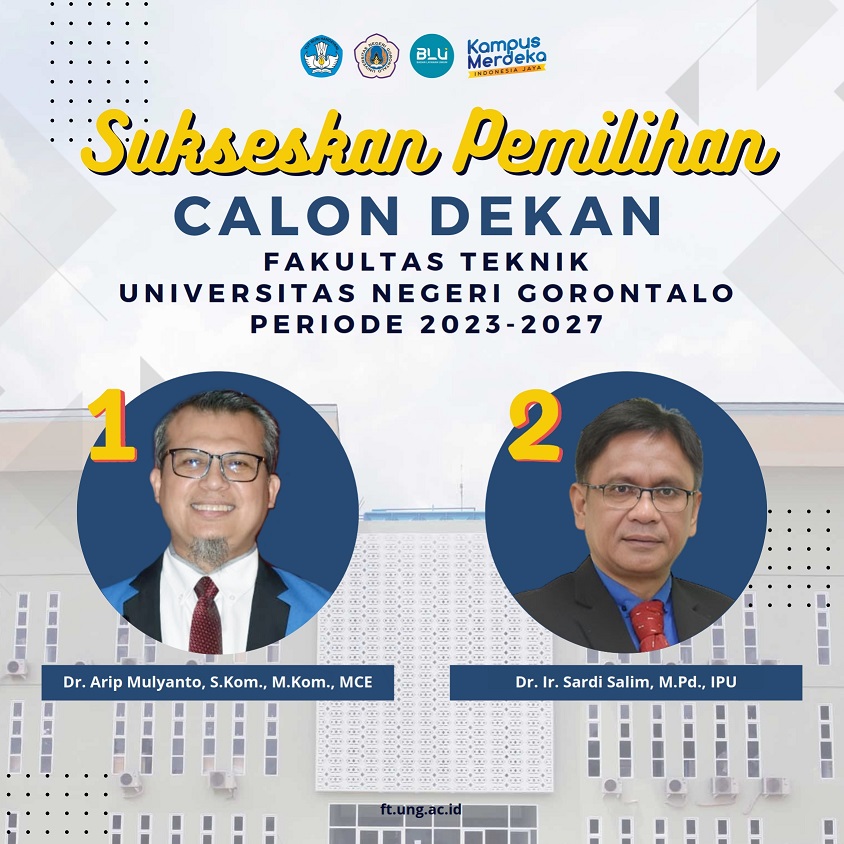 BLU
Kampus
Merdeka
INDONESIA JAYA
Sukseskan Pemilihan
CALON DEKAN
FAKULTAS TEKNIK
UNIVERSITAS NEGERI GORONTALO
PERIODE 2023-2027
1
2
Dr. Arip Mulyanto, S.Kom., M.Kom., MCE
Dr. Ir. Sardi Salim, M.Pd., IPU
ft.ung.ac.id